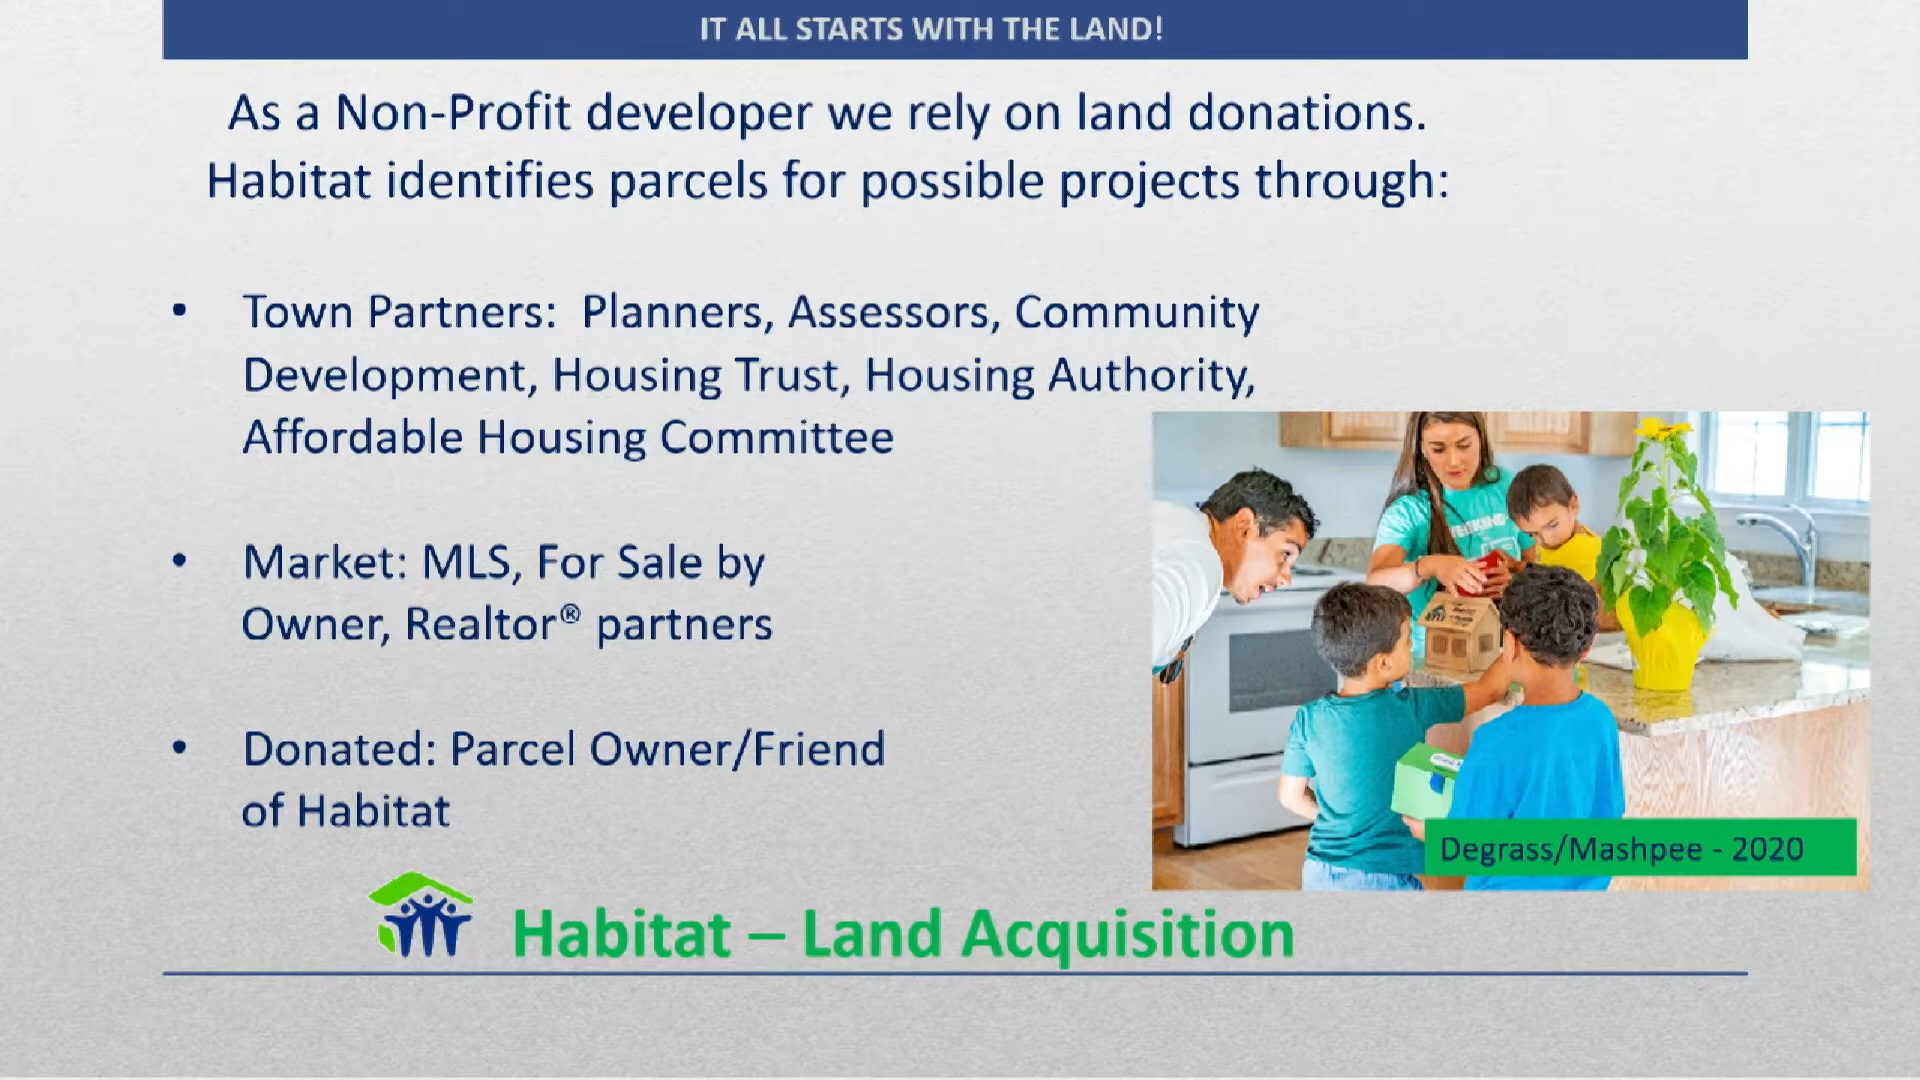 IT ALL STARTS WITH THE LAND!
As a Non-Profit developer we rely on land donations.
Habitat identifies parcels for possible projects through:
• Town Partners:  Planners, Assessors, Community
Development, Housing Trust, Housing Authority,
Affordable Housing Committee
• Market: MLS, For Sale by
Owner, Realtor® partners
• Donated: Parcel Owner/Friend
of Habitat
Degrass/Mashpee - 2020
Habitat – Land Acquisition